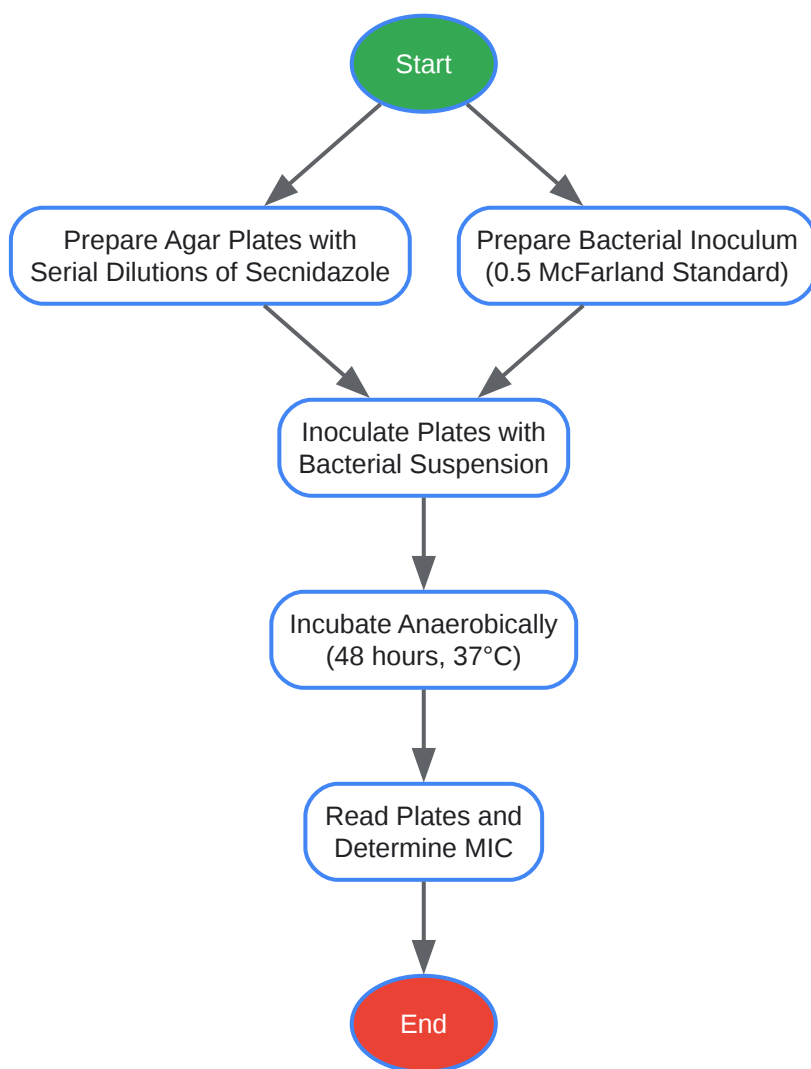 Start
Prepare Agar Plates with
Serial Dilutions of Secnidazole
Prepare Bacterial Inoculum
(0.5 McFarland Standard)
Inoculate Plates with
Bacterial Suspension
Incubate Anaerobically
(48 hours, 37°C)
Read Plates and
Determine MIC
End